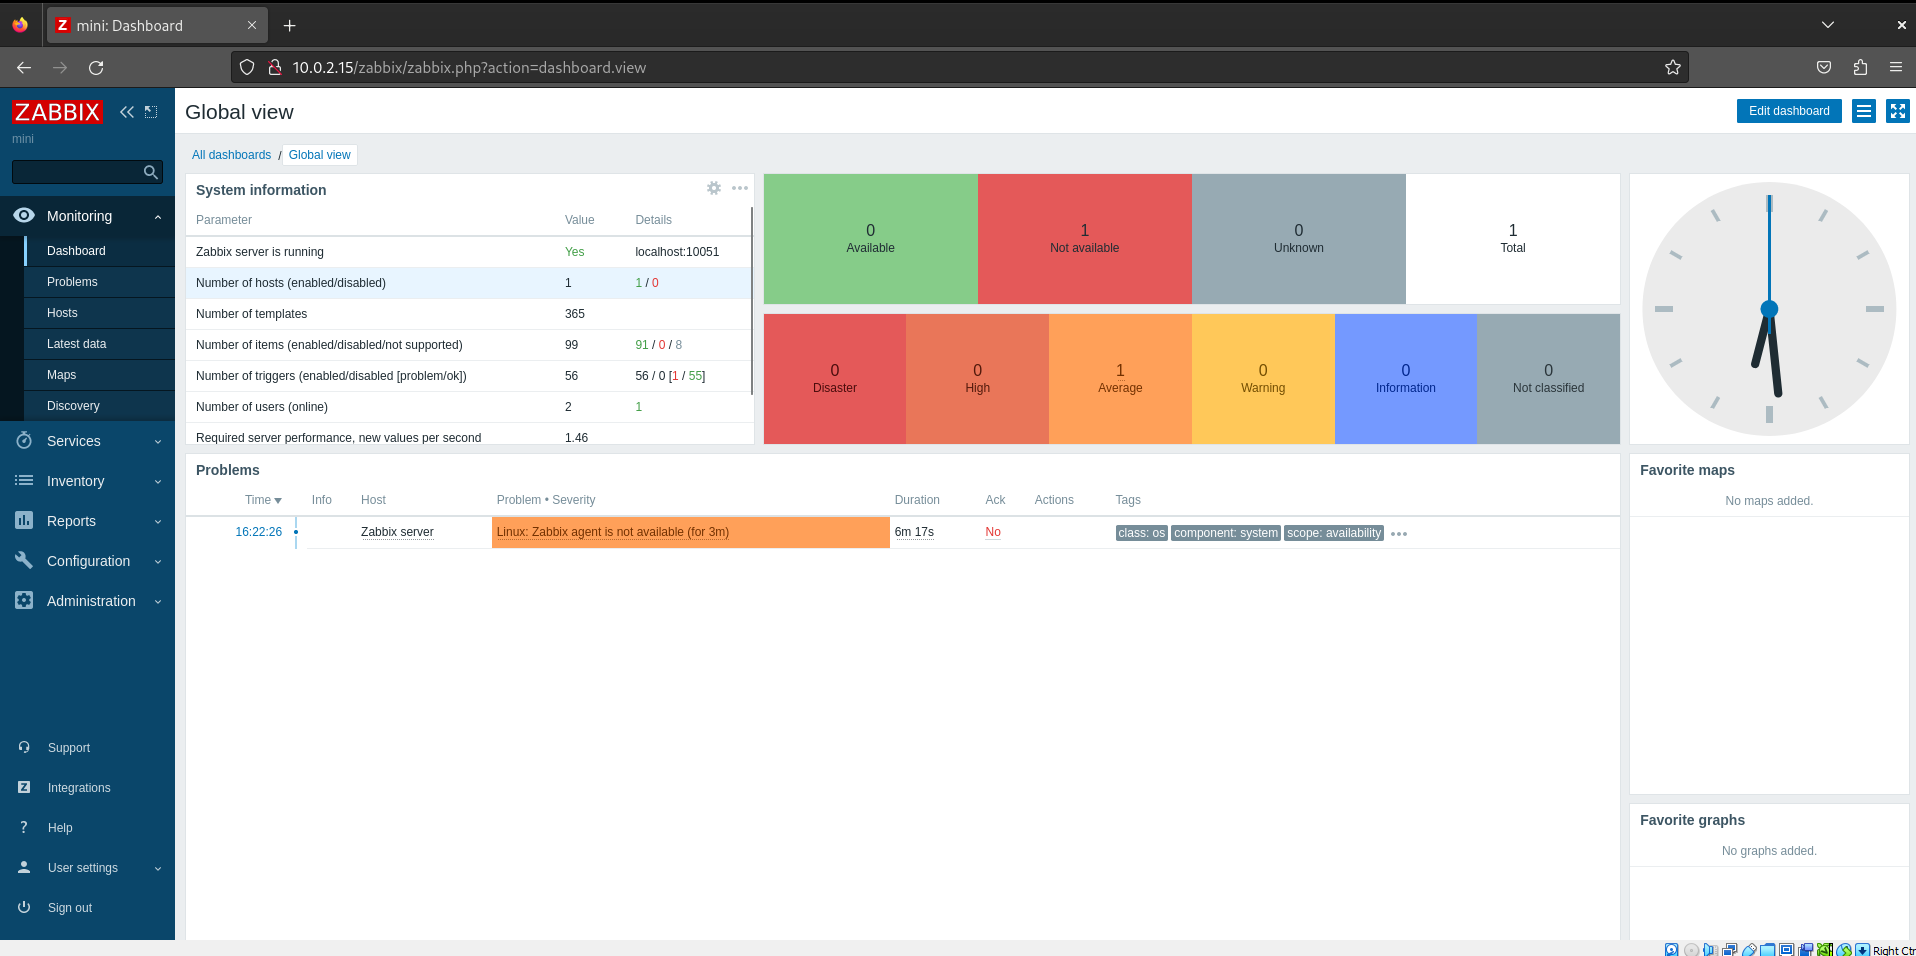 mini: Dashboard
10.0.2.15/zabbix/zabbix.php?action=dashboard.view
ZABBIX
mini
Monitoring
Dashboard
Problems
Hosts
Latest data
Maps
Discovery
Services
Inventory
Reports
Configuration
Administration
Support
Integrations
Help
User settings
Sign out
Global view
Edit dashboard
All dashboards / Global view
System information
Parameter Value Details
Zabbix server is running Yes localhost:10051
Number of hosts (enabled/disabled) 1 1 / 0
Number of templates 365
Number of items (enabled/disabled/not supported) 99 91 / 0 / 8
Number of triggers (enabled/disabled [problem/ok]) 56 56 / 0 [1 / 55]
Number of users (online) 2 1
Required server performance, new values per second 1.46
0 1 0 1
Available Not available Unknown Total
0 0 1 0 0 0
Disaster High Average Warning Information Not classified
Problems
Time Info Host Problem • Severity Duration Ack Actions Tags
16:22:26 Zabbix server Linux: Zabbix agent is not available (for 3m) 6m 17s No class: os component: system scope: availability
Favorite maps
No maps added.
Favorite graphs
No graphs added.
Right Ctr